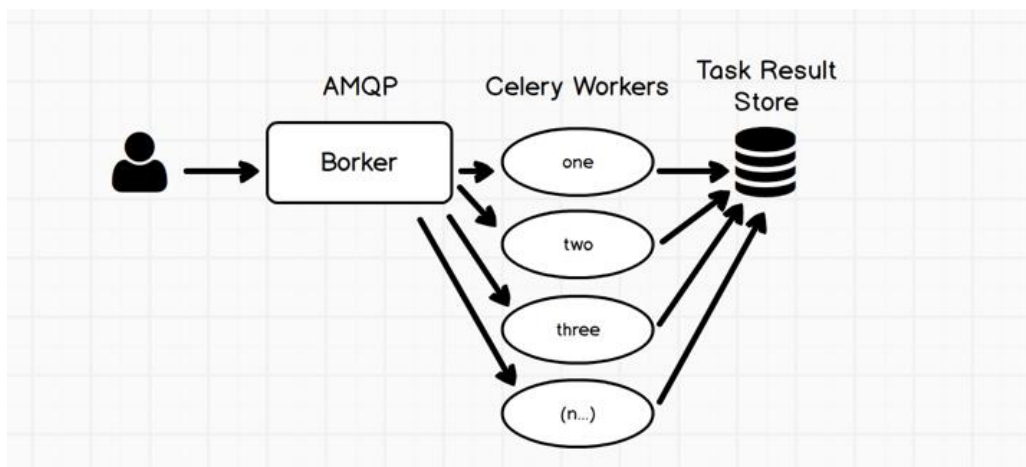 AMQP
Borker
Celery Workers
one
two
three
(n...)
Task Result
Store